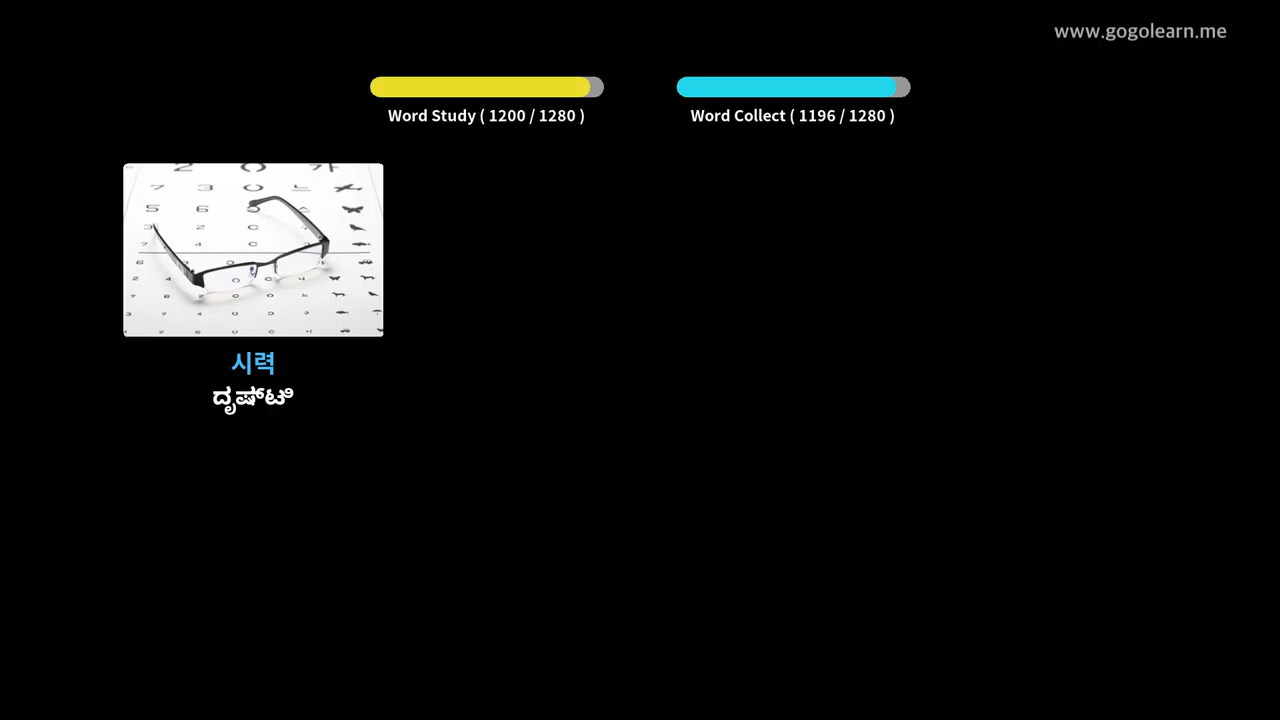 www.gogolearn.me
Word Study ( 1200 / 1280 )
Word Collect ( 1196 / 1280 )
시력
ದೃಷ್ಟಿ